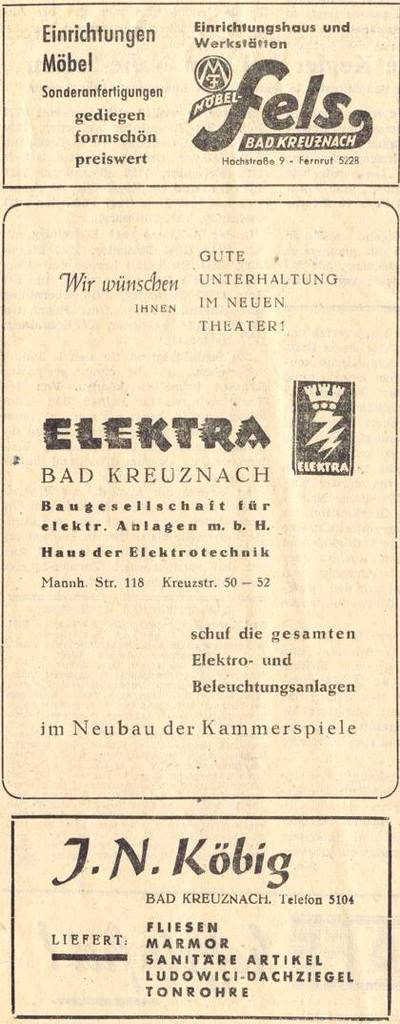 Einrichtungen
Möbel
Sonderanfertigungen
gediegen
formschön
preiswert
Einrichtungshaus und
Werkstätten
MÖBEL-
Fels
BAD KREUZNACH
Hochstraße 9 - Fernruf 5228
Wir wünschen
IHNEN
GUTE
UNTERHALTUNG
IM NEUEN
THEATER!
ELEKTRA
ELEKTRA
BAD KREUZNACH
Baugesellschaft für
elektr. Anlagen m. b. H.
Haus der Elektrotechnik
Mannh. Str. 118 Kreuzstr. 50 – 52
schuf die gesamten
Elektro- und
Beleuchtungsanlagen
im Neubau der Kammerspiele
J. N. Köbig
BAD KREUZNACH, Telefon 5104
LIEFERT:
FLIESEN
MARMOR
SANITÄRE ARTIKEL
LUDOWICI-DACHZIEGEL
TONROHRE